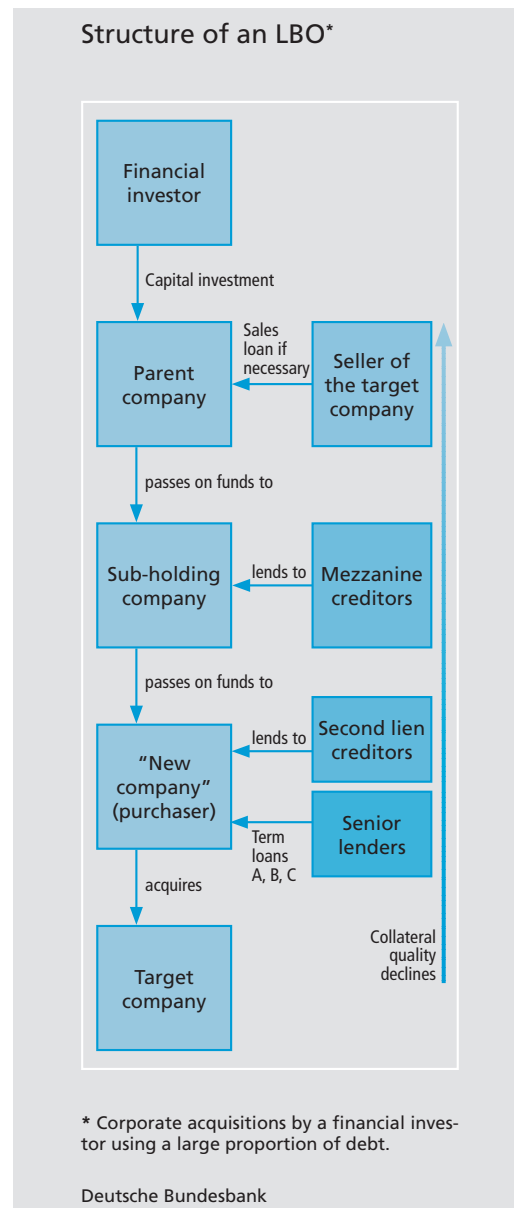 Structure of an LBO*
Financial
investor
Capital investment
Parent
company
Sales
loan if
necessary
Seller of
the target
company
passes on funds to
Sub-holding
company
lends to
Mezzanine
creditors
passes on funds to
"New
company"
(purchaser)
lends to
Second lien
creditors
Term
loans
A, B, C
Senior
lenders
acquires
Target
company
Collateral
quality
declines
* Corporate acquisitions by a financial inves-
tor using a large proportion of debt.
Deutsche Bundesbank